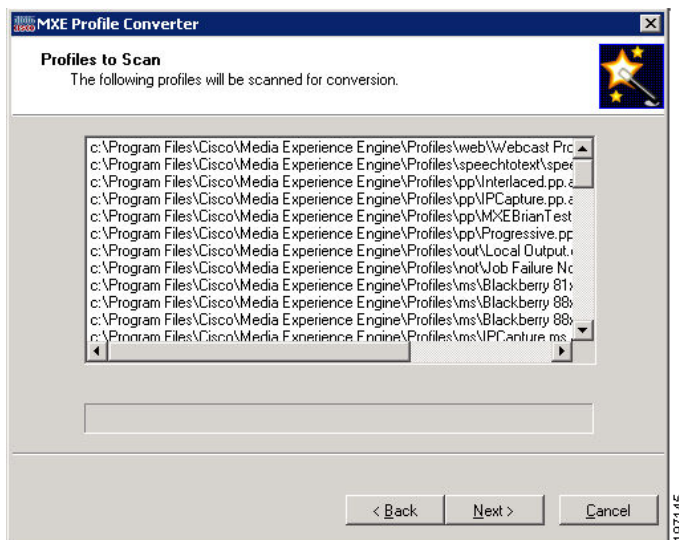 CISCO MXE Profile Converter
Profiles to Scan
The following profiles will be scanned for conversion.
c:\Program Files\Cisco\Media Experience Engine\Profiles\web\Webcast Prc
c:\Program Files\Cisco\Media Experience Engine\Profiles\speechtotext\spee
c:\Program Files\Cisco\Media Experience Engine\Profiles\pp\Interlaced.pp.a
c:\Program Files\Cisco\Media Experience Engine\Profiles\pp\IPCapture.pp.a
c:\Program Files\Cisco\Media Experience Engine\Profiles\pp\MXEBrianTest
c:\Program Files\Cisco\Media Experience Engine\Profiles\pp\Progressive.pp
c:\Program Files\Cisco\Media Experience Engine\Profiles\out\Local Output.
c:\Program Files\Cisco\Media Experience Engine\Profiles\not\Job Failure Nc
c:\Program Files\Cisco\Media Experience Engine\Profiles\ms\Blackberry 81x
c:\Program Files\Cisco\Media Experience Engine\Profiles\ms\Blackberry 88x
c:\Program Files\Cisco\Media Experience Engine\Profiles\ms\Blackberry 88x
c:\Program Files\Cisco\Media Experience Engine\Profiles\ms\IPCapture.ms
< Back Next > Cancel
197145